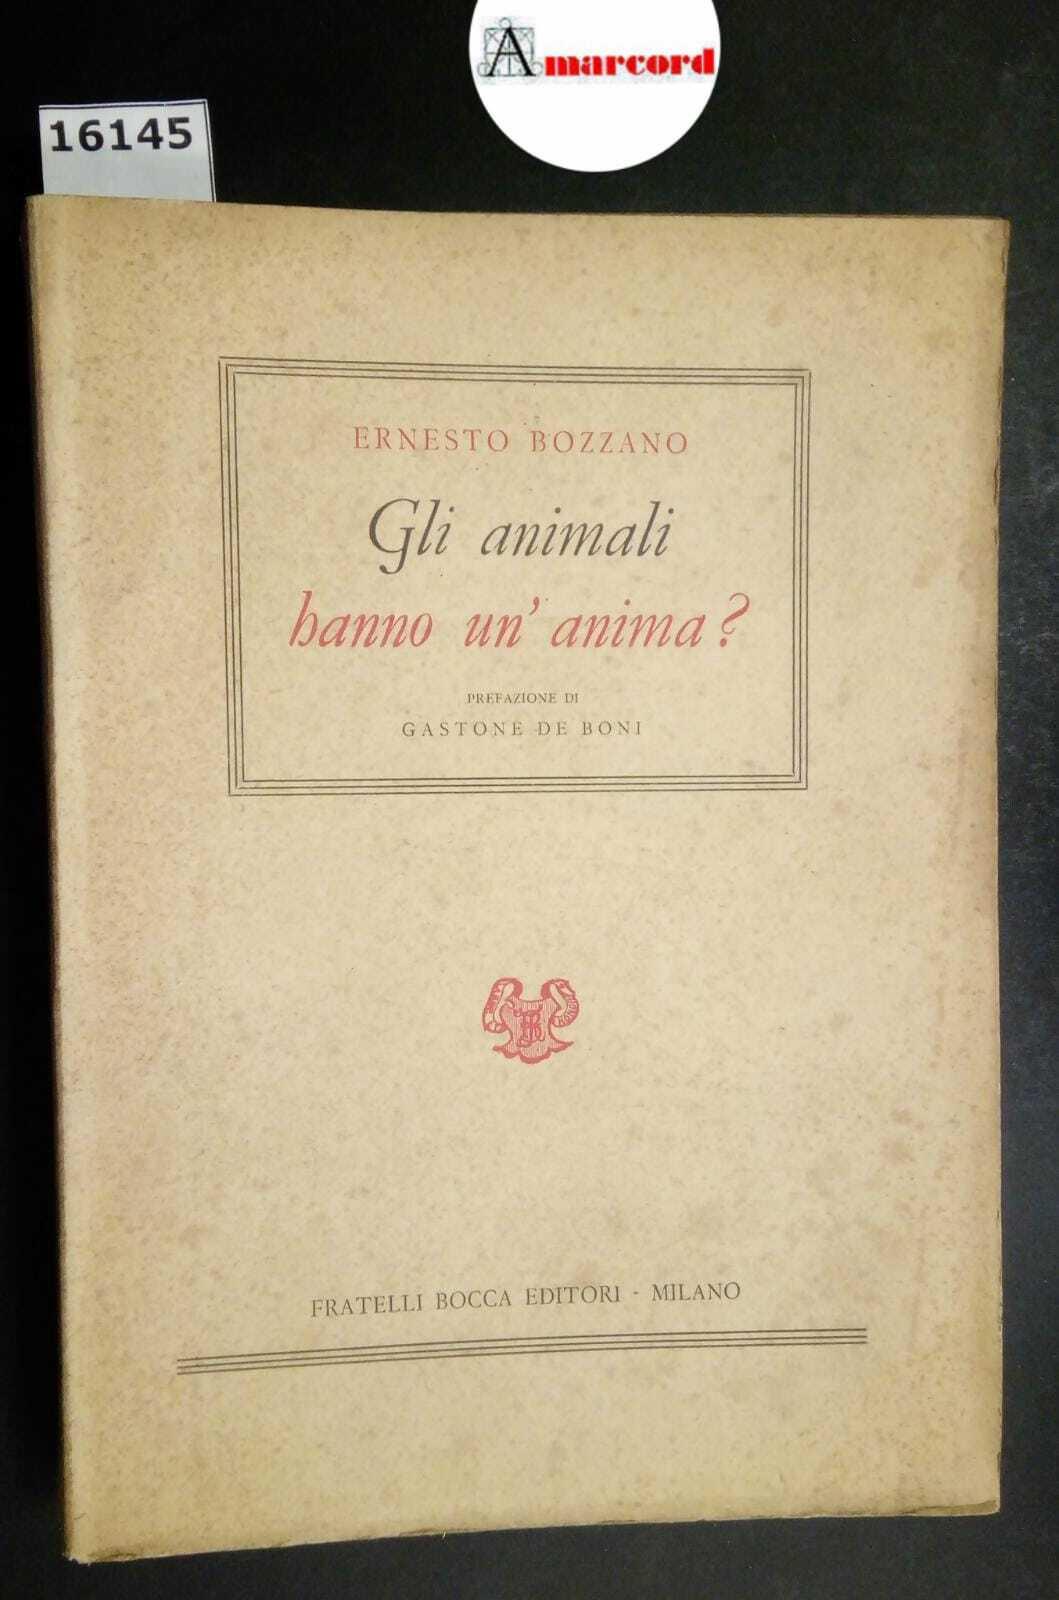 Amarcord
16145
ERNESTO BOZZANO
Gli animali
hanno un' anima?
PREFAZIONE DI
GASTONE DE BONI
FRATELLI BOCCA EDITORI - MILANO